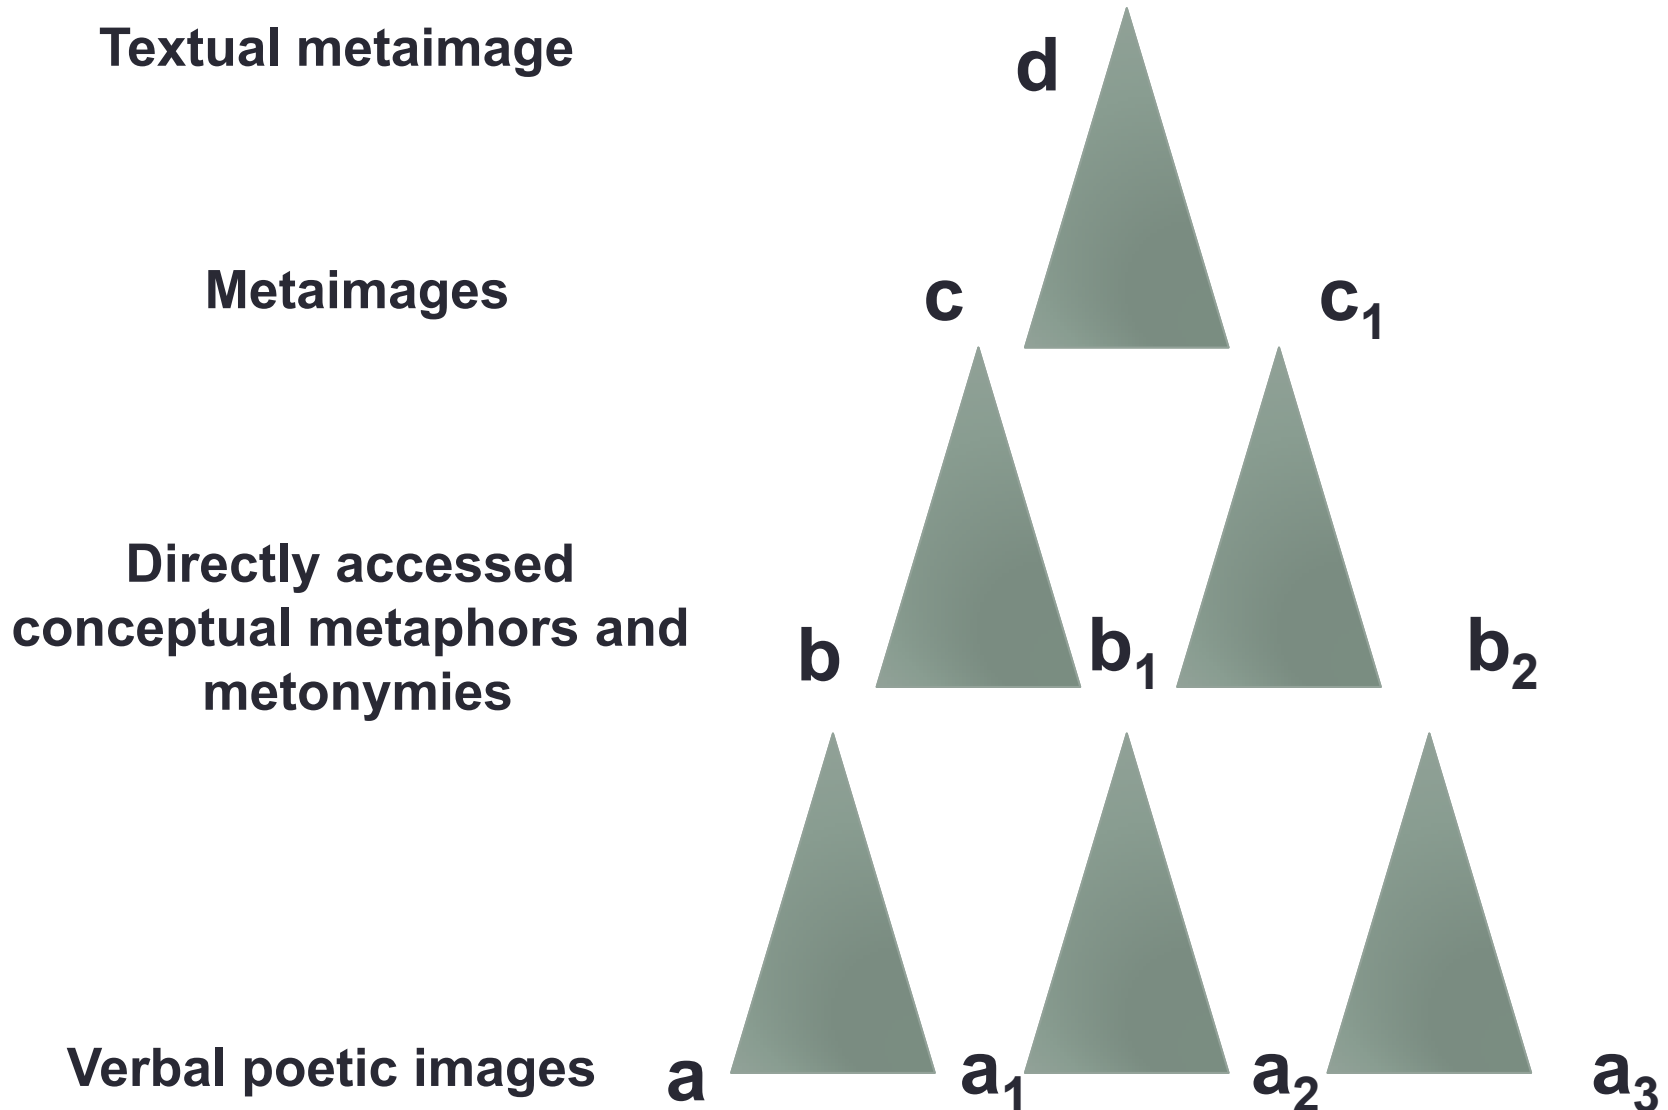 Textual metaimage
d
Metaimages
c
c₁
Directly accessed
conceptual metaphors and
metonymies
b
b₁
b₂
Verbal poetic images
a
a₁
a₂
a₃